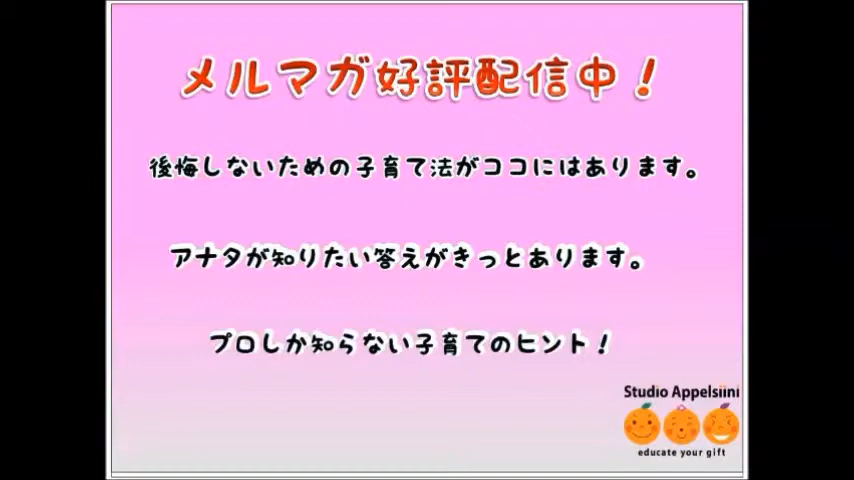 メルマガ好評配信中！
後悔しないための子育て法がココにはあります。
アナタが知りたい答えがきっとあります。
プロしか知らない子育てのヒント！
Studio Appelsiini
educate your gift